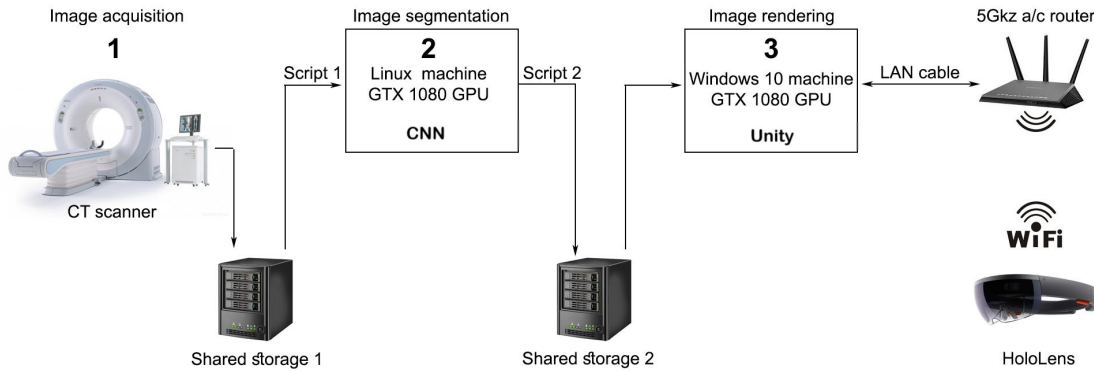 Image acquisition
1
CT scanner
Shared storage 1
Script 1
Image segmentation
2
Linux machine
GTX 1080 GPU
CNN
Script 2
Shared storage 2
Image rendering
3
Windows 10 machine
GTX 1080 GPU
Unity
LAN cable
5Gkz a/c router
WiFi
HoloLens